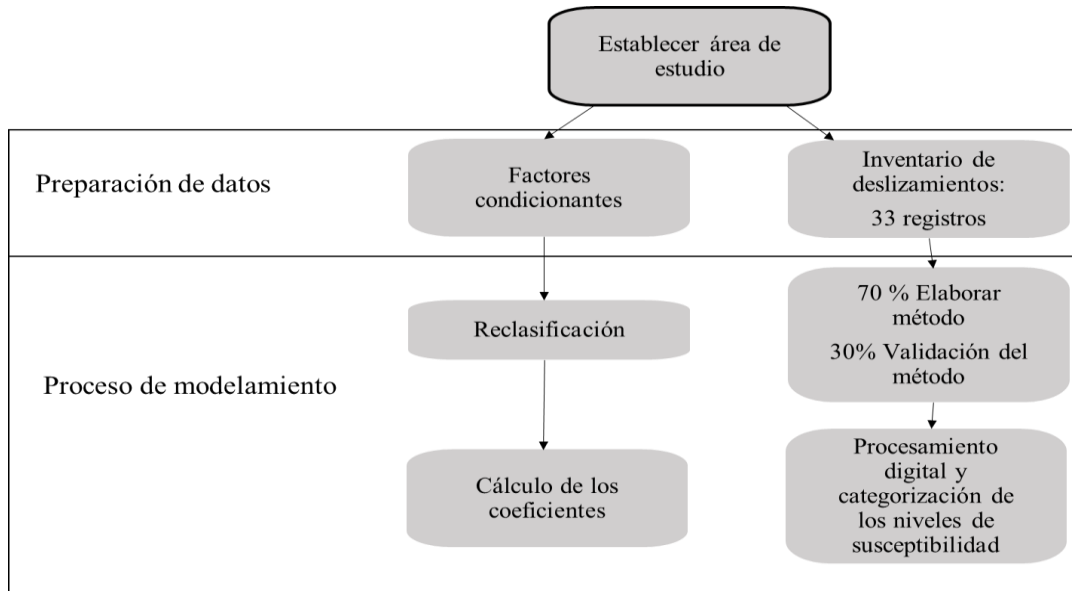 Establecer área de
estudio
Preparación de datos
Factores
condicionantes
Inventario de
deslizamientos:
33 registros
Proceso de modelamiento
Reclasificación
Cálculo de los
coeficientes
70 % Elaborar
método
30% Validación del
método
Procesamiento
digital y
categorización de
los niveles de
susceptibilidad